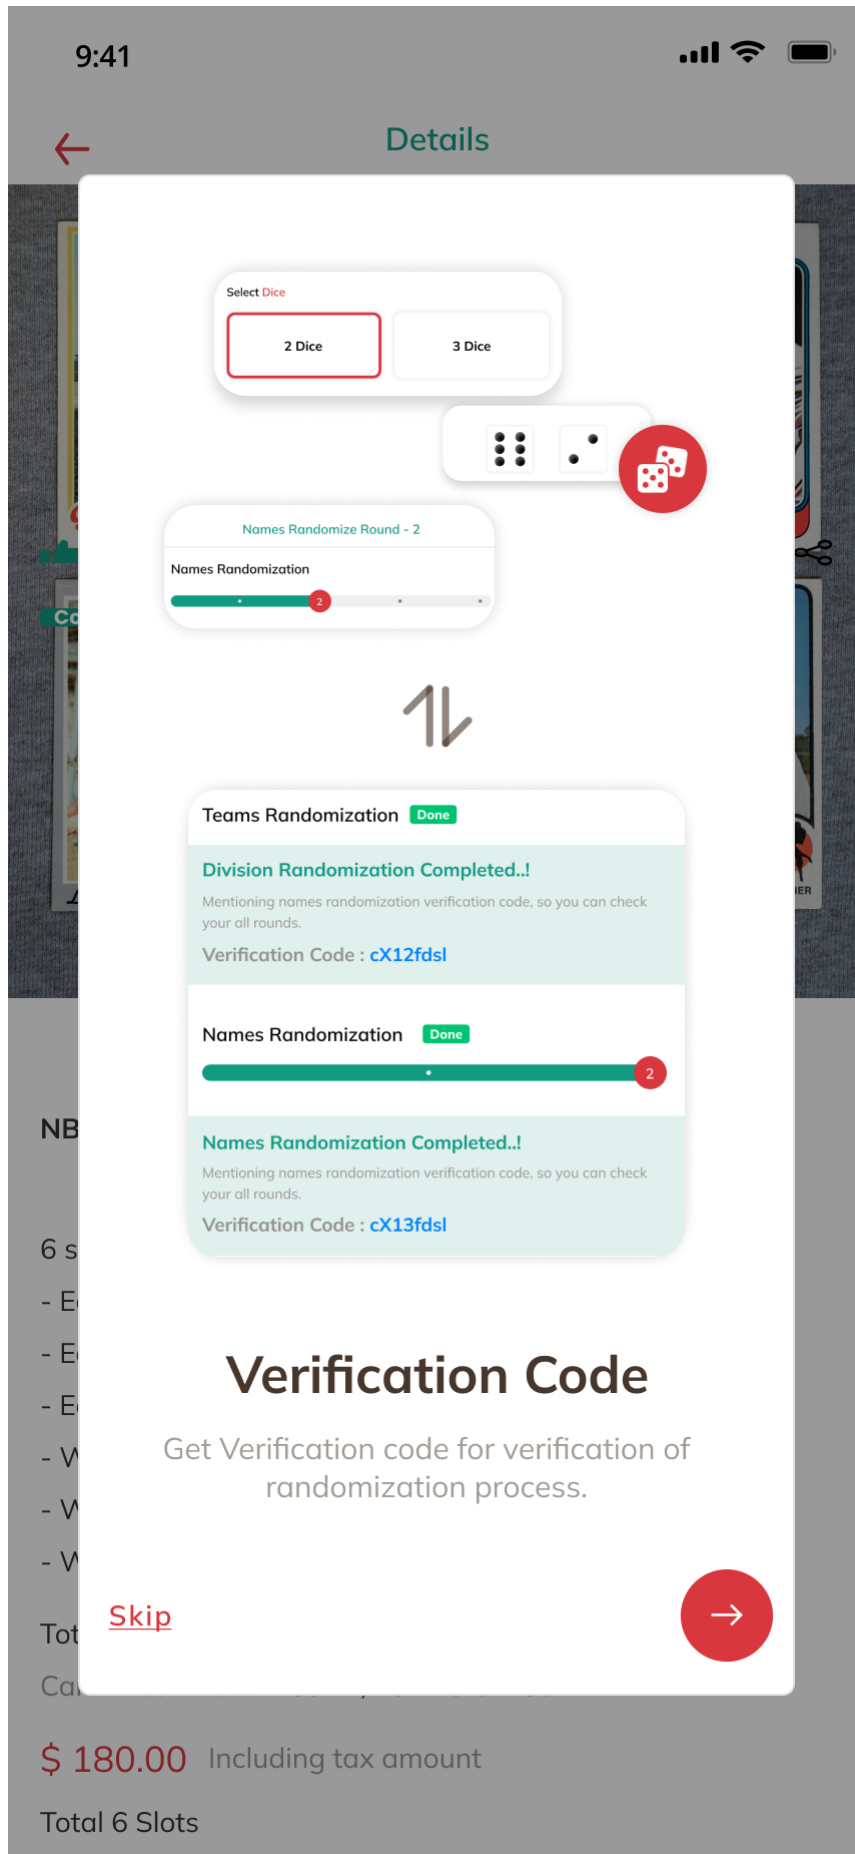 9:41
Details
Select Dice
2 Dice
3 Dice
Names Randomize Round - 2
Names Randomization
2
Teams Randomization Done
Division Randomization Completed..!
Mentioning names randomization verification code, so you can check
your all rounds.
Verification Code : cX12fdsl
Names Randomization Done
2
Names Randomization Completed..!
Mentioning names randomization verification code, so you can check
your all rounds.
Verification Code : cX13fdsl
Verification Code
Get Verification code for verification of
randomization process.
Skip
$ 180.00 Including tax amount
Total 6 Slots